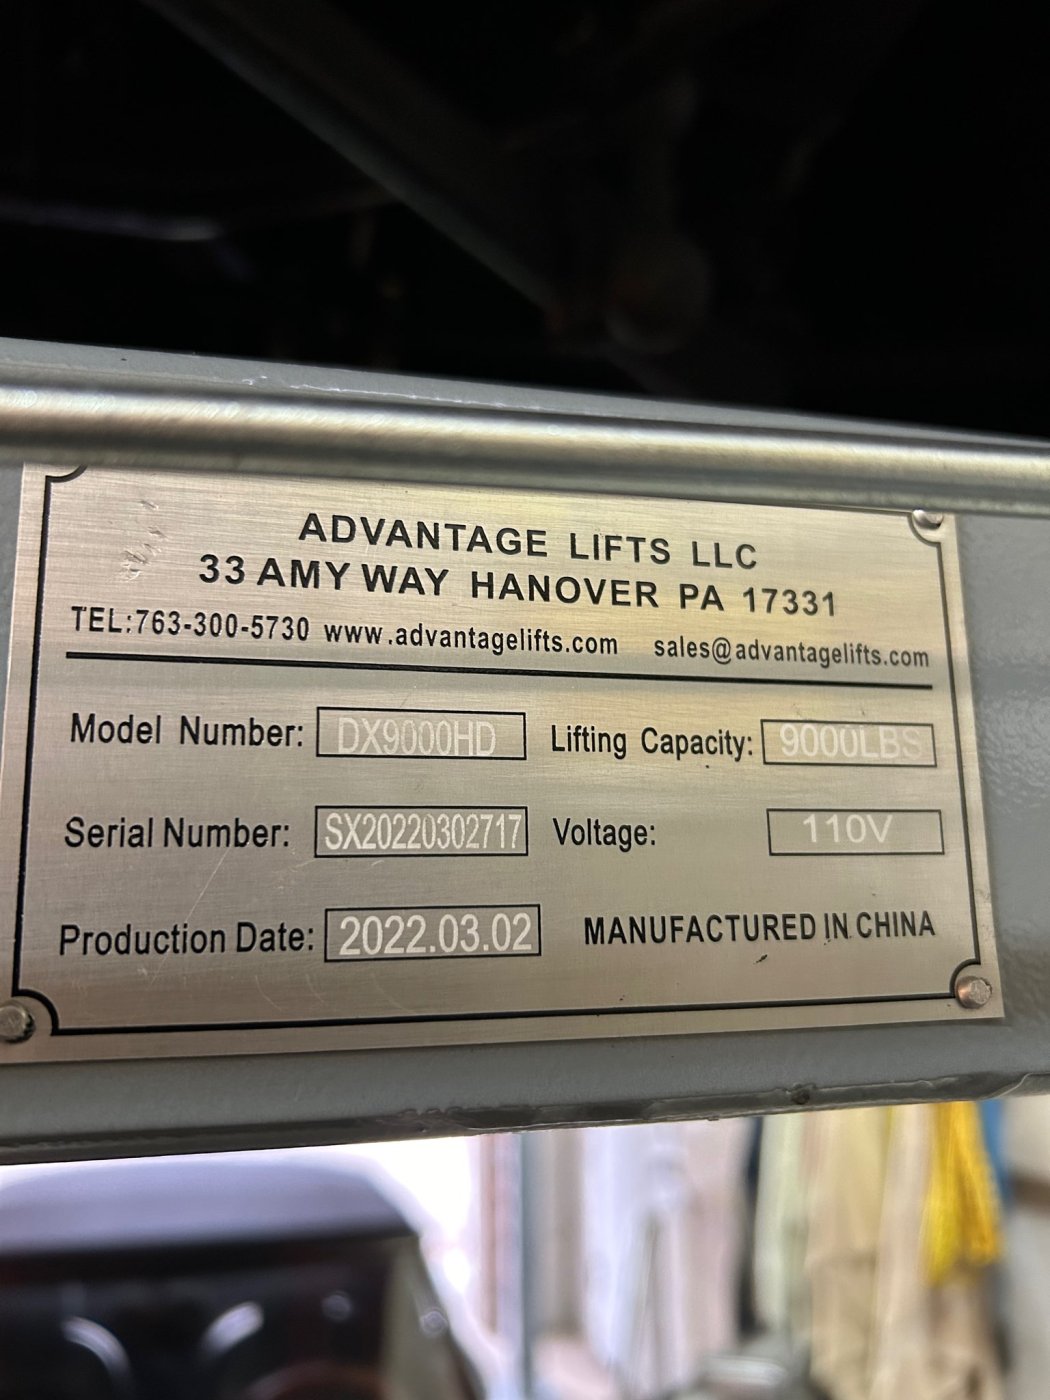 ADVANTAGE LIFTS LLC
33 AMY WAY HANOVER PA 17331
TEL:763-300-5730 www.advantagelifts.com sales@advantagelifts.com
Model Number: DX9000HD Lifting Capacity: 9000LBS
Serial Number: SX20220302717 Voltage: 110V
Production Date: 2022.03.02 MANUFACTURED IN CHINA